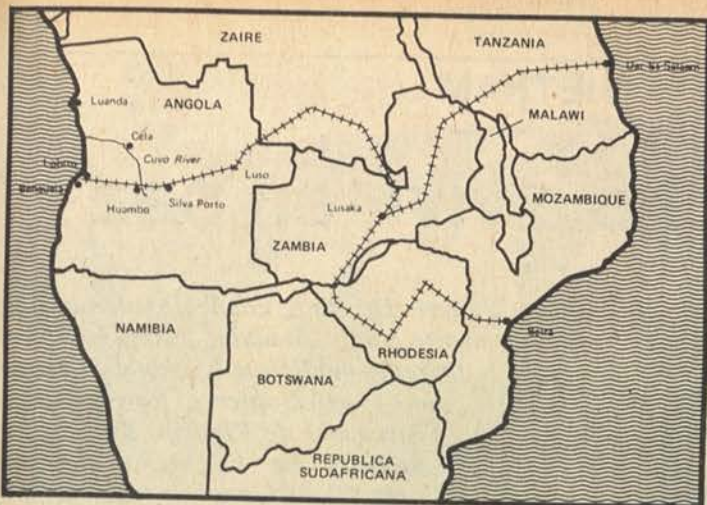 ZAIRE
TANZANIA
Dar Es Salaam
Luanda
ANGOLA
MALAWI
Cela
Cuvo River
Lobito
Luso
Benguela
Huambo
Silva Porto
Lusaka
MOZAMBIQUE
ZAMBIA
NAMIBIA
Beira
RHODESIA
BOTSWANA
REPUBLICA
SUDAFRICANA